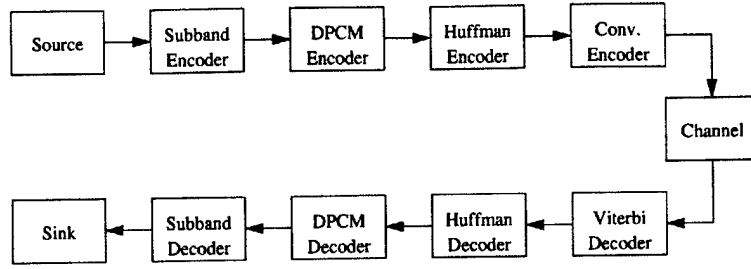 Source
Subband
Encoder
DPCM
Encoder
Huffman
Encoder
Conv.
Encoder
Channel
Sink
Subband
Decoder
DPCM
Decoder
Huffman
Decoder
Viterbi
Decoder